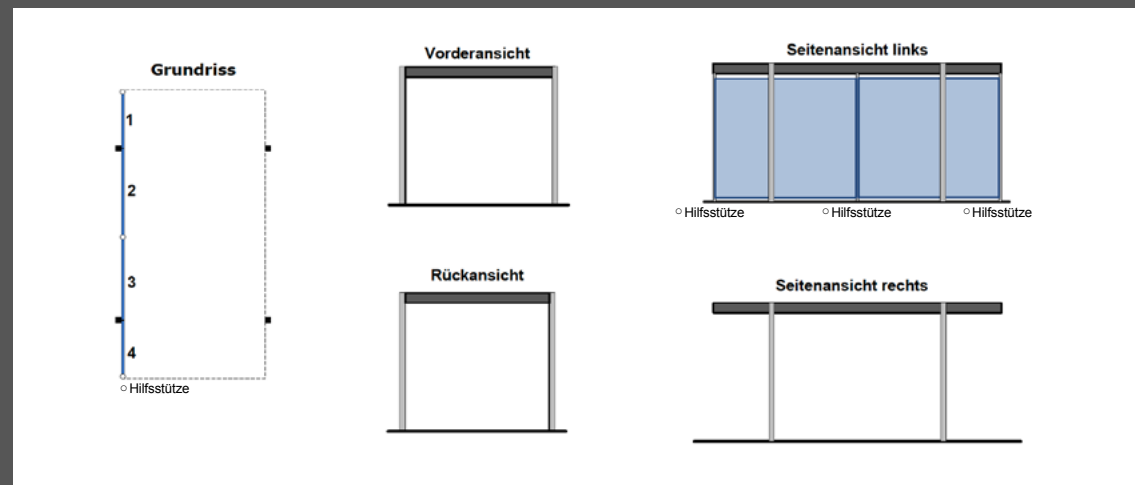 Grundriss
1
2
3
4
○ Hilfsstütze
Vorderansicht
Rückansicht
Seitenansicht links
○ Hilfsstütze
○ Hilfsstütze
○ Hilfsstütze
Seitenansicht rechts